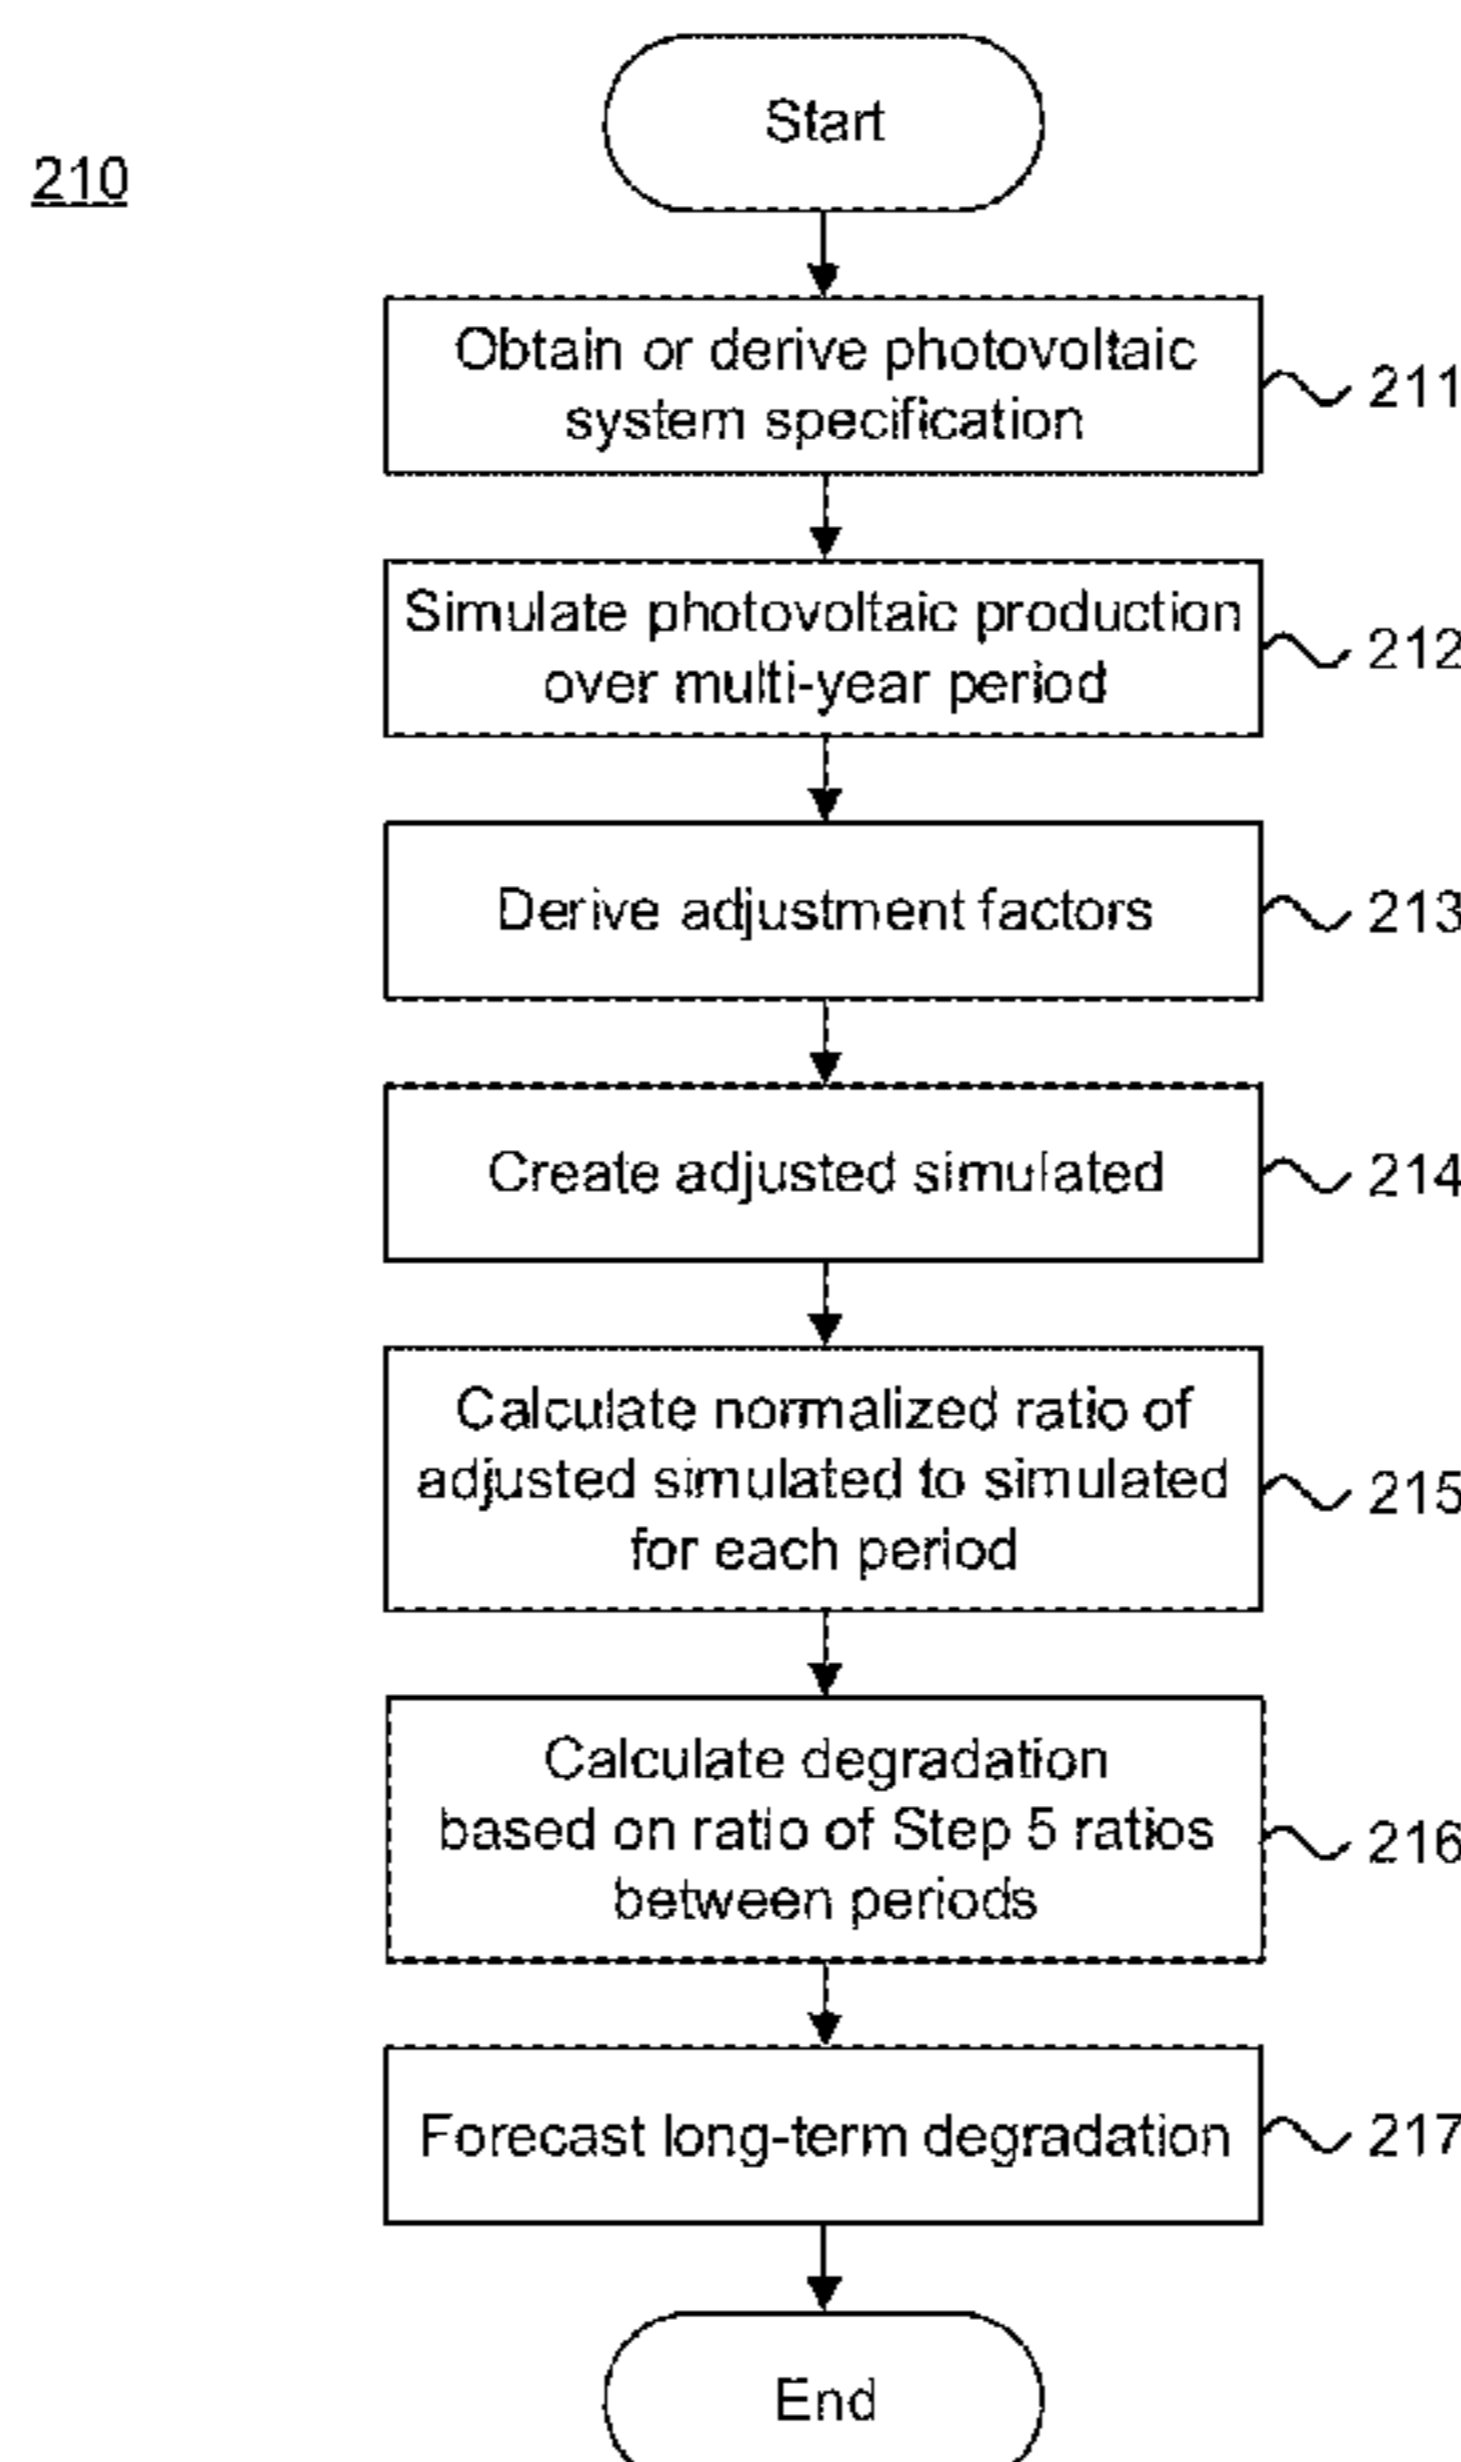 Start
210
Obtain or derive photovoltaic
system specification
211
Simulate photovoltaic production
over multi-year period
212
Derive adjustment factors
213
Create adjusted simulated
214
Calculate normalized ratio of
adjusted simulated to simulated
for each period
215
Calculate degradation
based on ratio of Step 5 ratios
between periods
216
Forecast long-term degradation
217
End